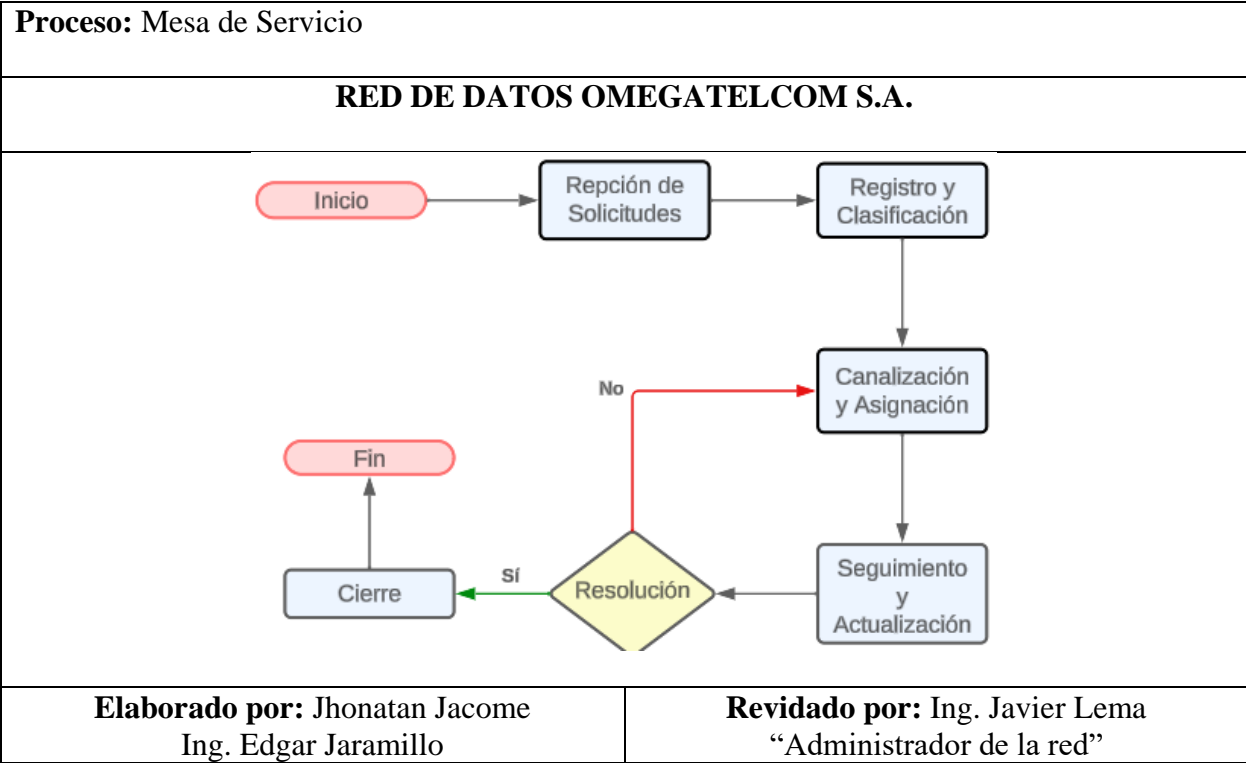 Proceso: Mesa de Servicio
RED DE DATOS OMEGATELCOM S.A.
Inicio
Repción de
Solicitudes
Registro y
Clasificación
Canalización
y Asignación
No
Fin
Seguimiento
y
Actualización
Resolución
Sí
Cierre
Elaborado por: Jhonatan Jacome
Ing. Edgar Jaramillo
Revidado por: Ing. Javier Lema
“Administrador de la red”